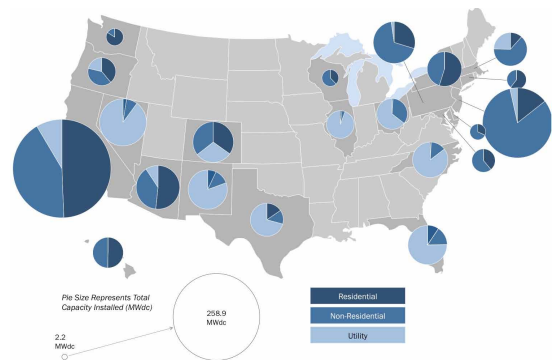 Pie Size Represents Total
Capacity Installed (MWdc)
2.2
MWdc
258.9
MWdc
Residential
Non-Residential
Utility